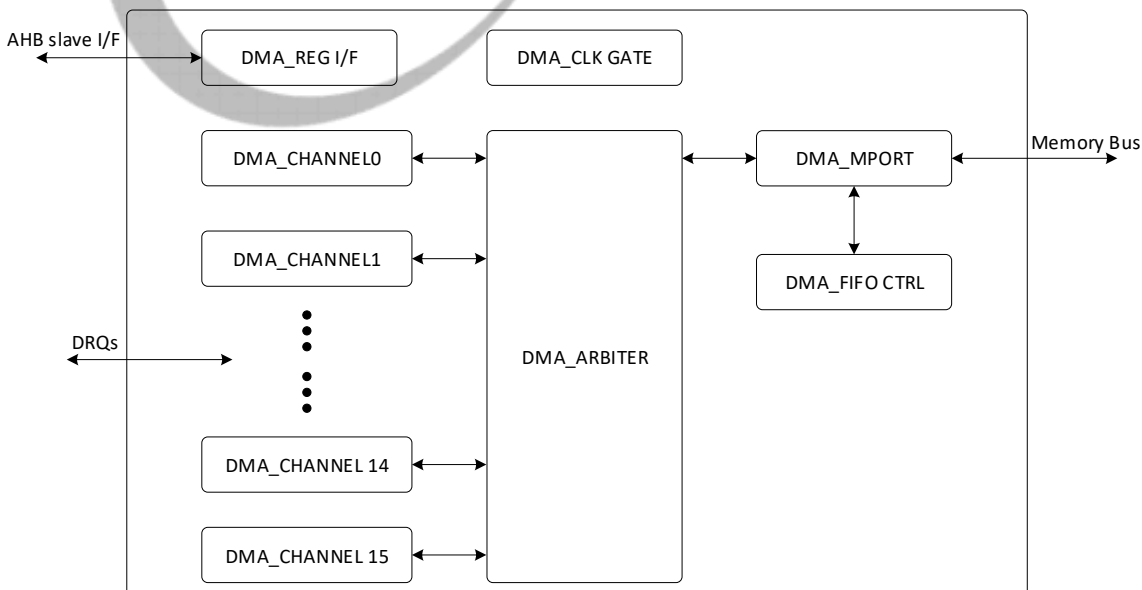 AHB slave I/F
DMA_REG I/F
DMA_CLK GATE
DMA_CHANNEL0
DMA_MPORT
Memory Bus
DMA_CHANNEL1
DMA_FIFO CTRL
DRQs
DMA_ARBITER
DMA_CHANNEL 14
DMA_CHANNEL 15